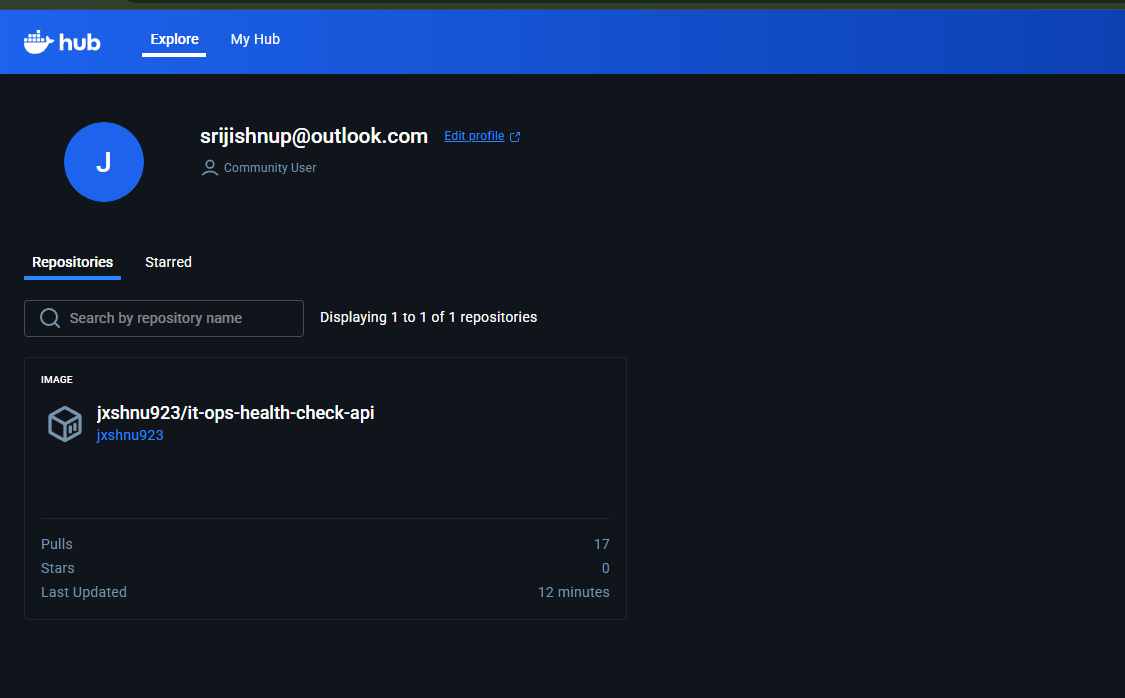 hub Explore My Hub
J
srijishnup@outlook.com Edit profile
Community User
Repositories Starred
Search by repository name Displaying 1 to 1 of 1 repositories
IMAGE
jxshnu923/it-ops-health-check-api
jxshnu923
Pulls 17
Stars 0
Last Updated 12 minutes